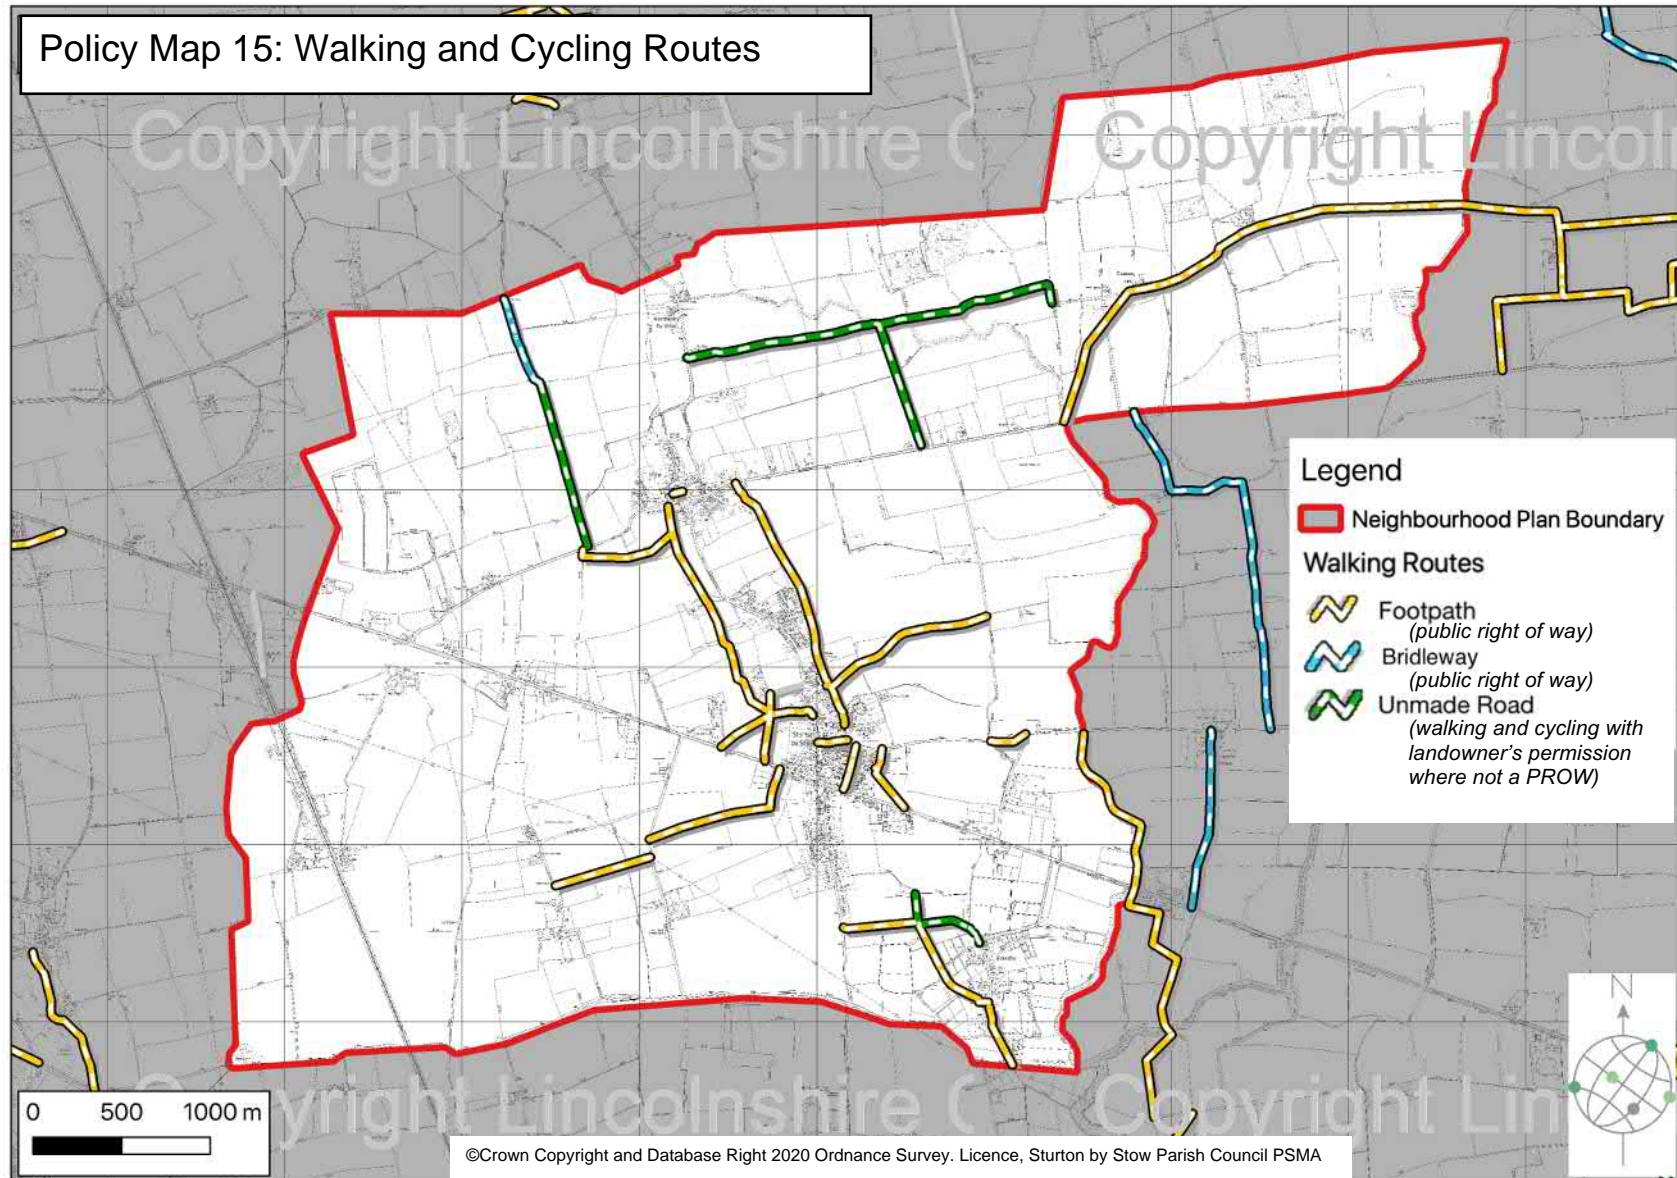 Policy Map 15: Walking and Cycling Routes
Copyright Lincolnshire C
Copyright Lincoln
Legend
Neighbourhood Plan Boundary
Walking Routes
Footpath
(public right of way)
Bridleway
(public right of way)
Unmade Road
(walking and cycling with
landowner's permission
where not a PROW)
N
0 500 1000 m
yright Lincolnshire C
Copyright Lin
©Crown Copyright and Database Right 2020 Ordnance Survey. Licence, Sturton by Stow Parish Council PSMA